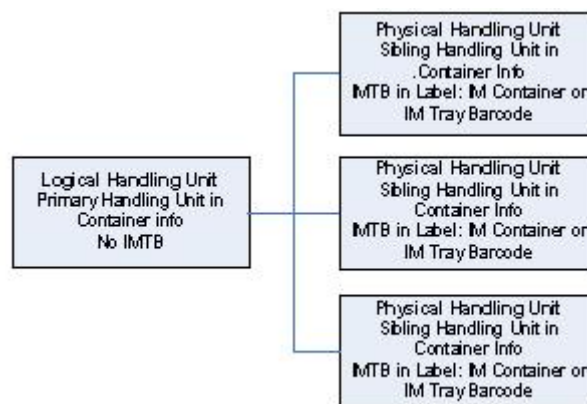 Logical Handling Unit
Primary Handling Unit in
Container info
No IMTB
Physical Handling Unit
Sibling Handling Unit in
.Container Info
IMTB in Label: IM Container or
IM Tray Barcode
Physical Handling Unit
Sibling Handling Unit in
Container Info
IMTB in Label: IM Container or
IM Tray Barcode
Physical Handling Unit
Sibling Handling Unit in
Container Info
IMTB in Label: IM Container or
IM Tray Barcode